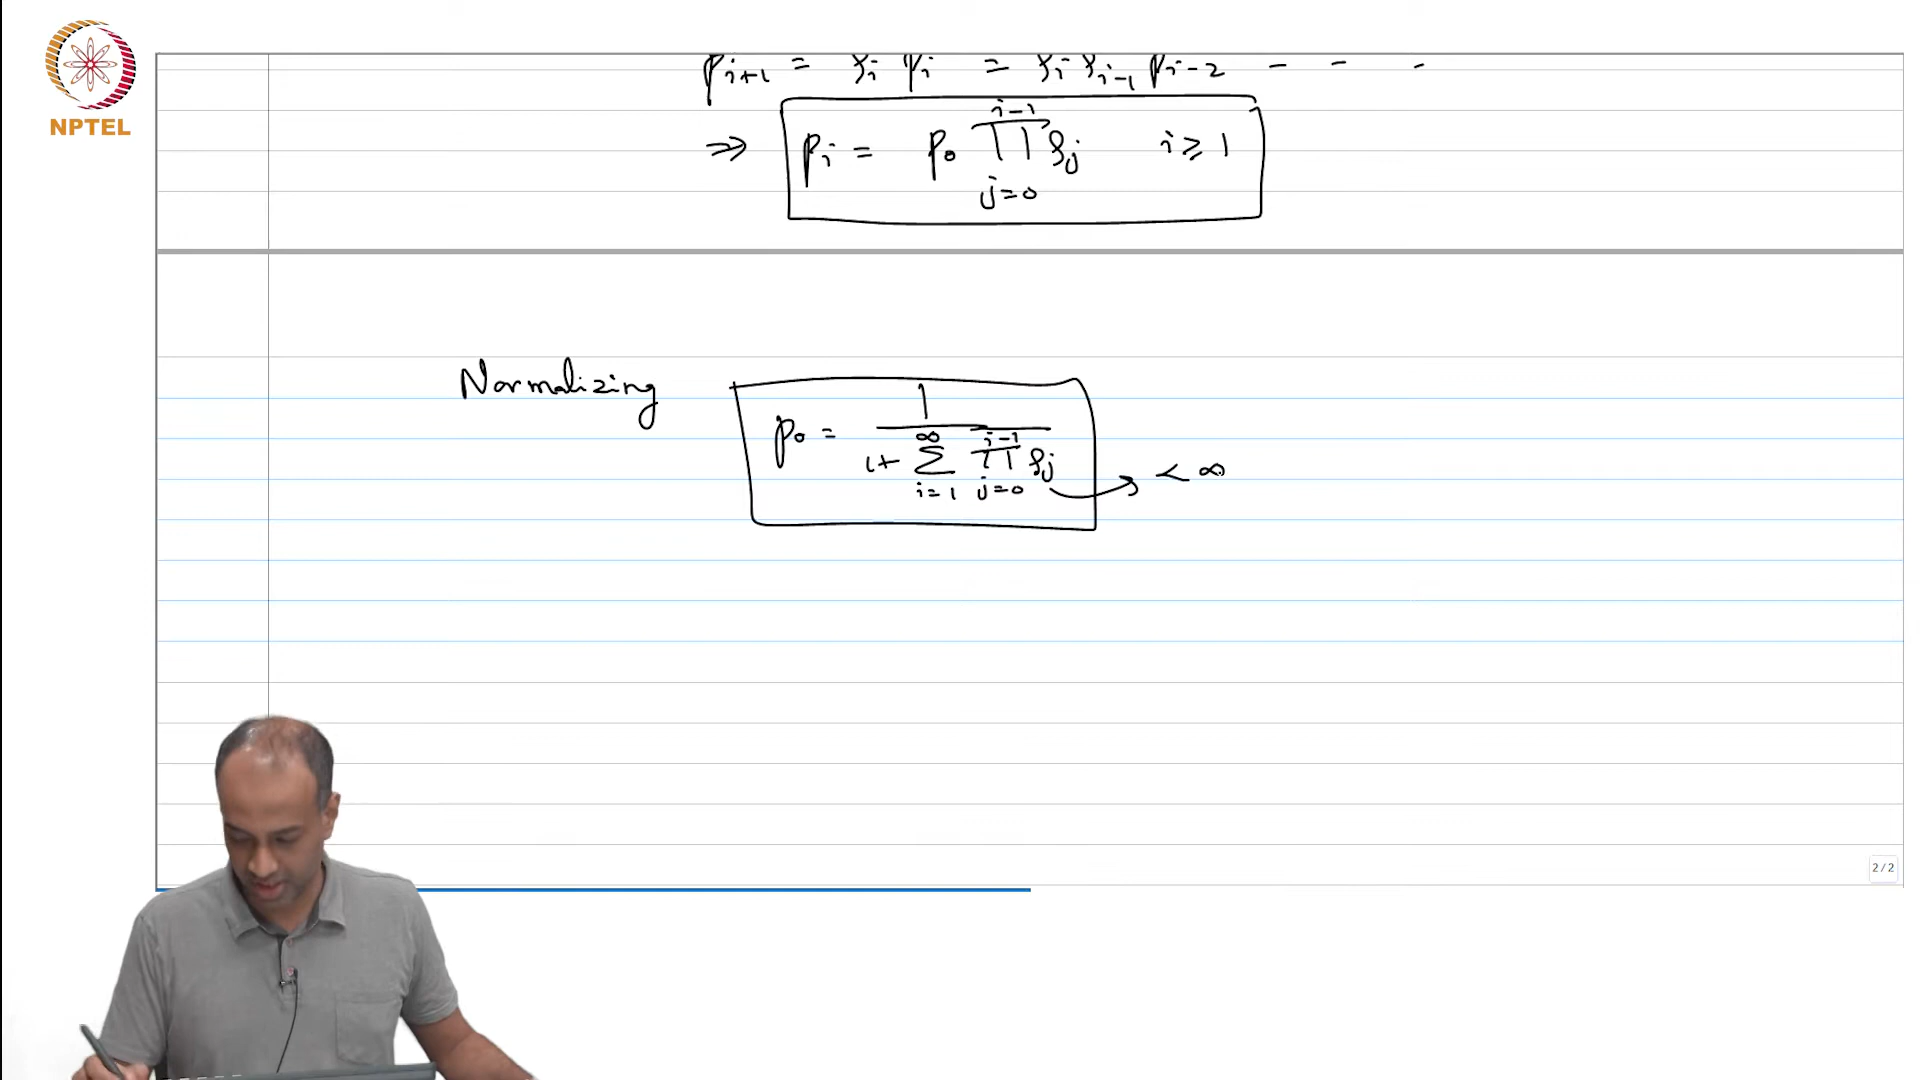 NPTEL
p_{i+1} = ρ_i p_i = ρ_i ρ_{i-1} p_{i-2} - - -
⇒ p_i = p_0 ∏_{j=0}^{i-1} ρ_j i ≥ 1
Normalizing p_0 = 1 / (1 + ∑_{i=1}^{∞} ∏_{j=0}^{i-1} ρ_j) → < ∞
2/2